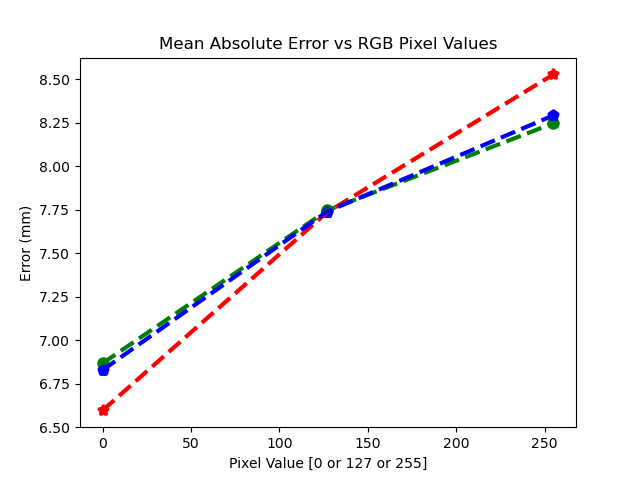 Mean Absolute Error vs RGB Pixel Values
8.50
8.25
8.00
7.75
7.50
7.25
7.00
6.75
6.50
Error (mm)
0 50 100 150 200 250
Pixel Value [0 or 127 or 255]